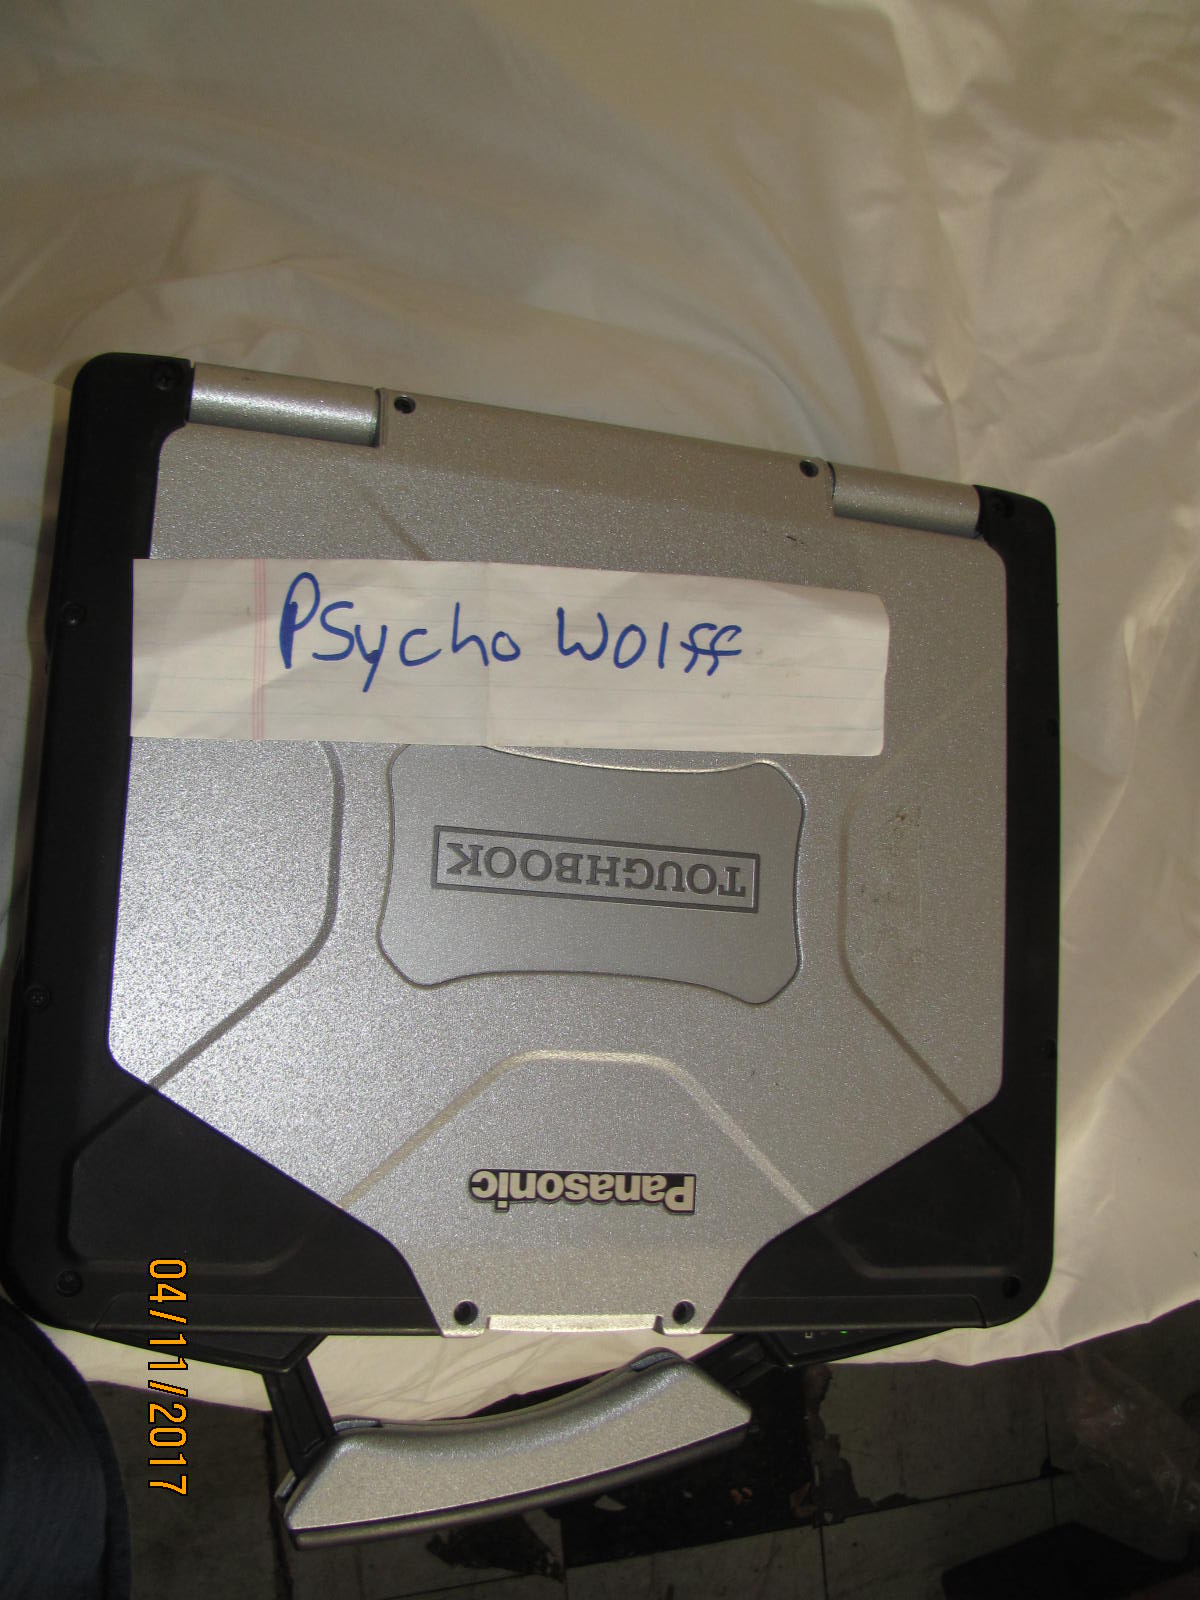 Psycho Wolff
TOUGHBOOK
Panasonic
04/11/2017